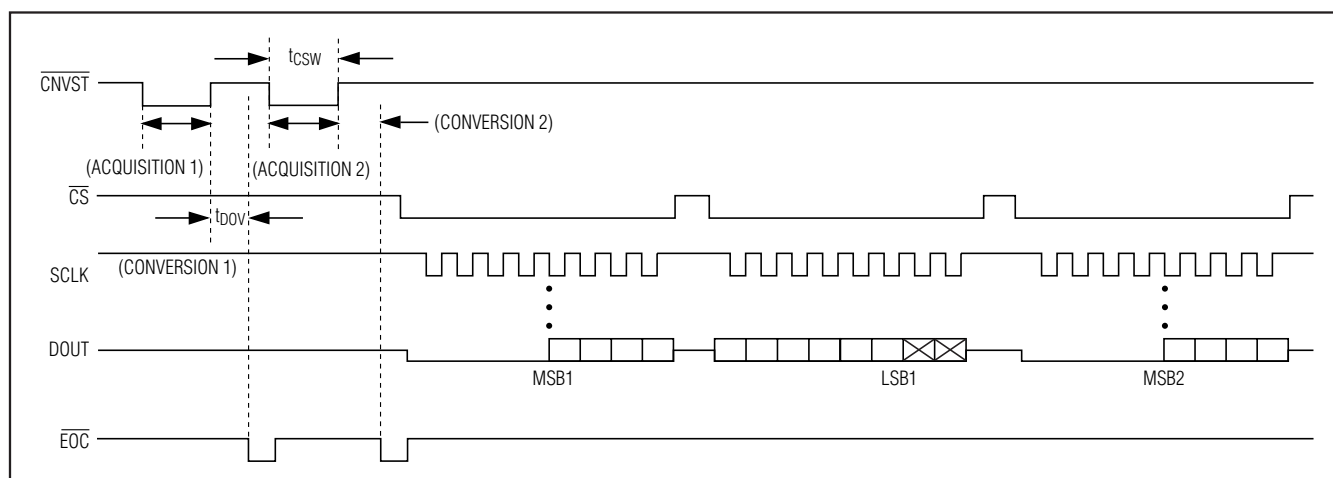 tCSW
CNVST
(CONVERSION 2)
(ACQUISITION 1)
(ACQUISITION 2)
CS
tDOV
(CONVERSION 1)
SCLK
DOUT
MSB1
LSB1
MSB2
EOC